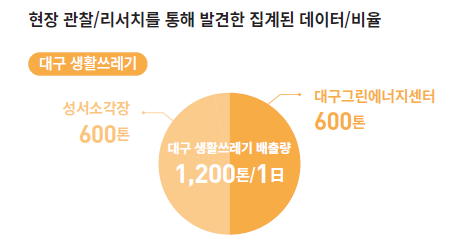 현장 관찰/리서치를 통해 발견한 집계된 데이터/비율
대구 생활쓰레기
성서소각장
600톤
대구그린에너지센터
600톤
대구 생활쓰레기 배출량
1,200톤/1日